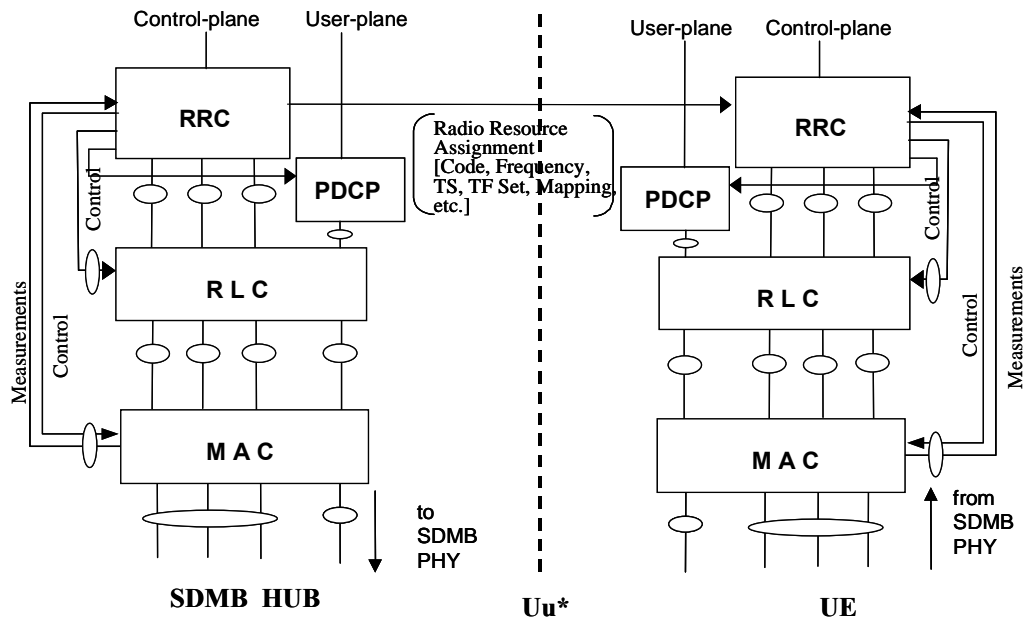 Control-plane
User-plane
User-plane
Control-plane
RRC
RRC
Radio Resource
Assignment
[Code, Frequency,
TS, TF Set, Mapping,
etc.]
PDCP
PDCP
Control
Control
R L C
R L C
Measurements
Control
Control
Measurements
M A C
M A C
to
SDMB
PHY
from
SDMB
PHY
SDMB HUB
Uu*
UE